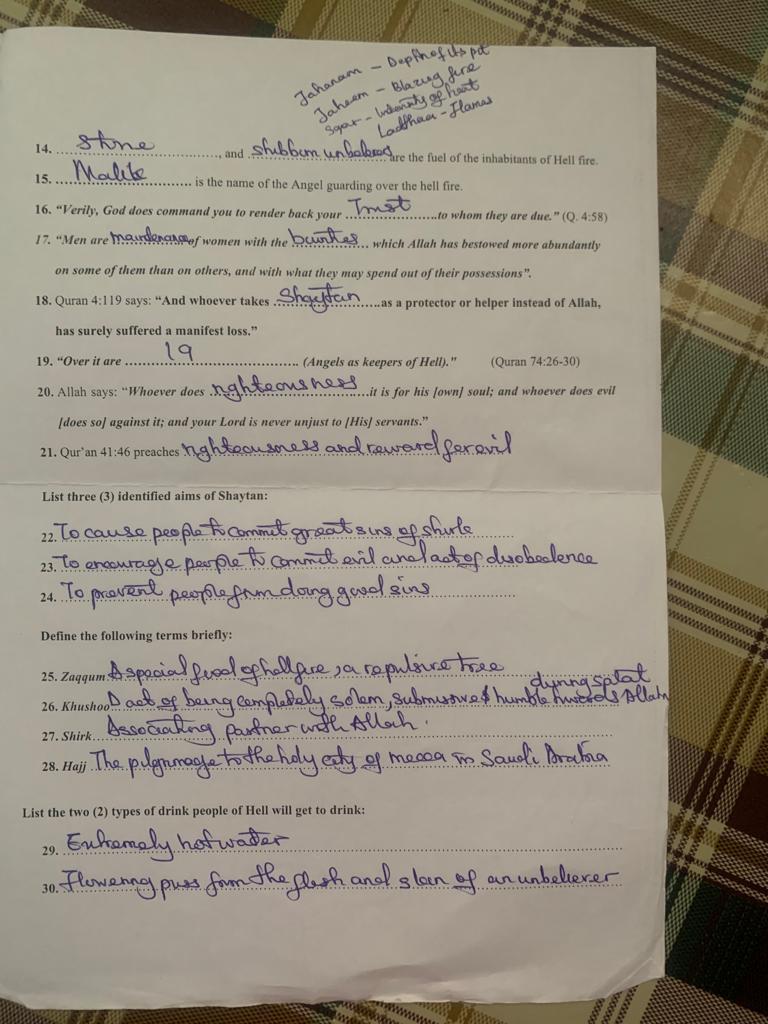 Jahanam - Depth of its pit
Jaheem - Blazing fire
Saqar - Intensity of heat
Ladhaa - Flames
14. Stone, and stubborn unbelievers are the fuel of the inhabitants of Hell fire.
15. Malik is the name of the Angel guarding over the hell fire.
16. “Verily, God does command you to render back your Trust to whom they are due.” (Q. 4:58)
17. “Men are maintenance of women with the bounties which Allah has bestowed more abundantly
on some of them than on others, and with what they may spend out of their possessions”.
18. Quran 4:119 says: “And whoever takes Shaytan as a protector or helper instead of Allah,
has surely suffered a manifest loss.”
19. “Over it are 19 (Angels as keepers of Hell).” (Quran 74:26-30)
20. Allah says: “Whoever does righteousness it is for his [own] soul; and whoever does evil
[does so] against it; and your Lord is never unjust to [His] servants.”
21. Qur’an 41:46 preaches righteousness and reward for evil
List three (3) identified aims of Shaytan:
22. To cause people to commit great sins of shirk
23. To encourage people to commit evil and act of disobedience
24. To prevent people from doing good sins
Define the following terms briefly:
25. Zaqqum A special food of hellfire, a repulsive tree
during salat
26. Khushoo act of being completely solem, submissive & humble towards Allah
27. Shirk Associating partner with Allah.
28. Hajj The pilgrimage to the holy city of mecca in Saudi Arabia
List the two (2) types of drink people of Hell will get to drink:
29. Extremely hot water
30. Flowering puss from the flesh and skin of an unbeliever